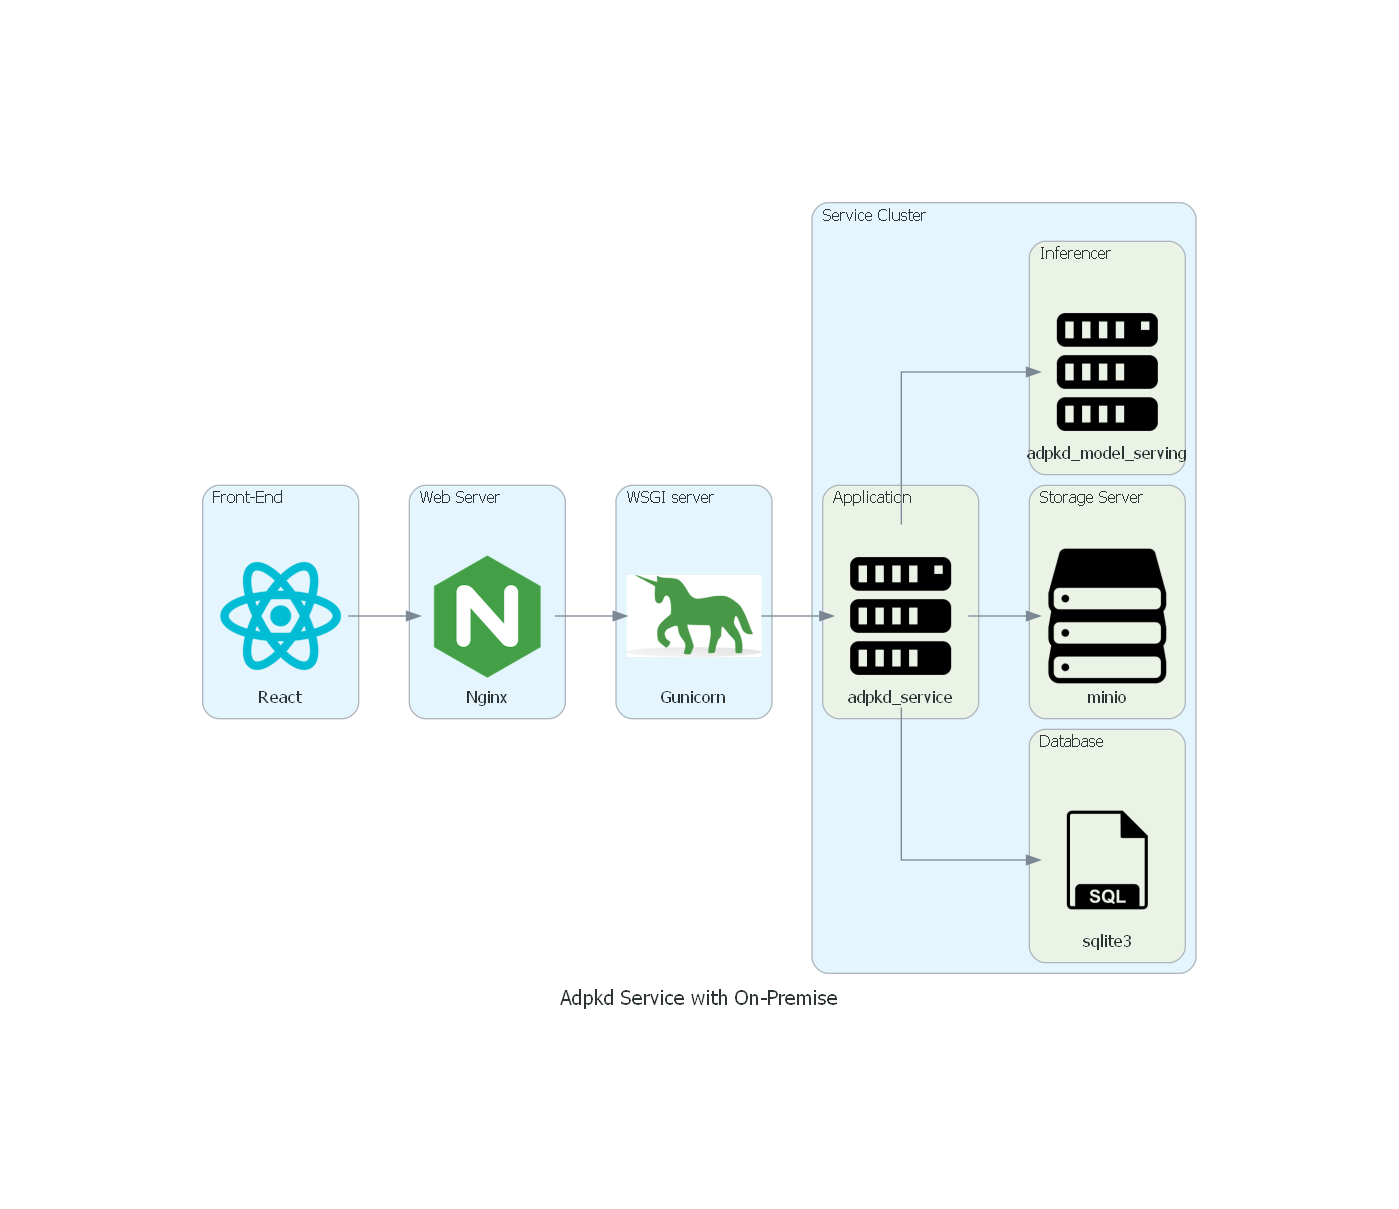 Service Cluster
Inferencer
adpkd_model_serving
Front-End
React
Web Server
N
Nginx
WSGI server
Gunicorn
Application
adpkd_service
Storage Server
minio
Database
SQL
sqlite3
Adpkd Service with On-Premise